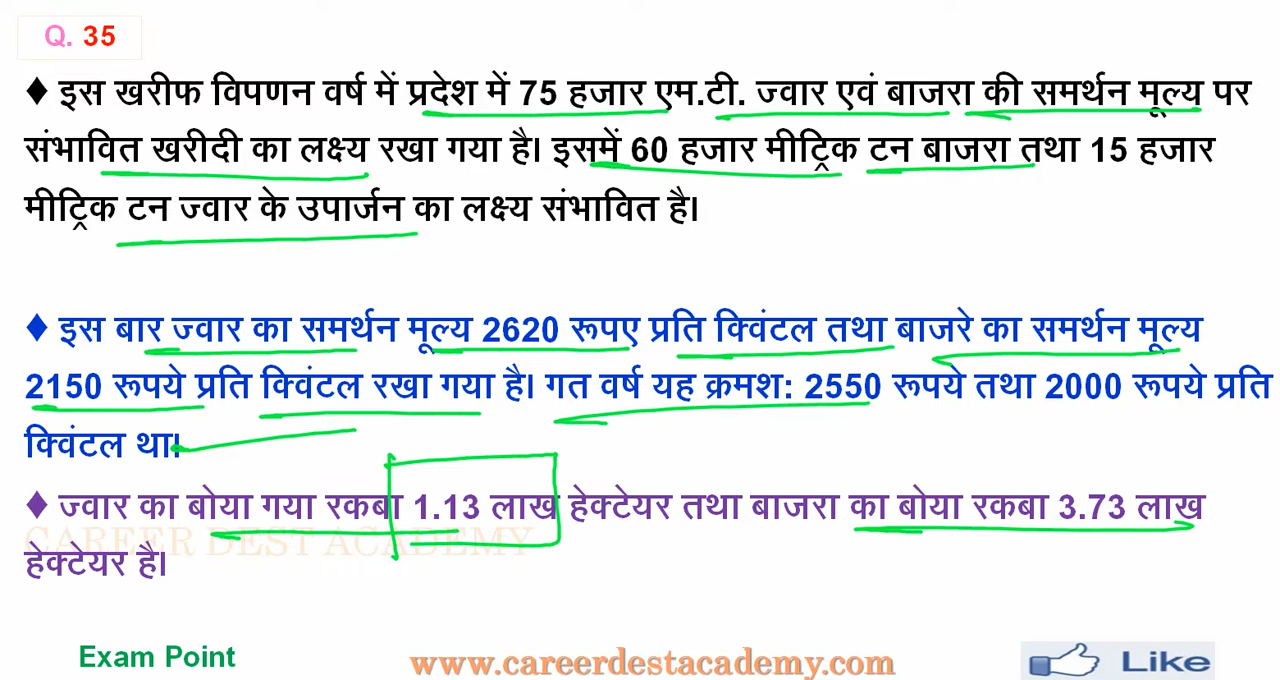 Q. 35
♦ इस खरीफ विपणन वर्ष में प्रदेश में 75 हजार एम.टी. ज्वार एवं बाजरा की समर्थन मूल्य पर
संभावित खरीदी का लक्ष्य रखा गया है। इसमें 60 हजार मीट्रिक टन बाजरा तथा 15 हजार
मीट्रिक टन ज्वार के उपार्जन का लक्ष्य संभावित है।
♦ इस बार ज्वार का समर्थन मूल्य 2620 रूपए प्रति क्विंटल तथा बाजरे का समर्थन मूल्य
2150 रूपये प्रति क्विंटल रखा गया है। गत वर्ष यह क्रमश: 2550 रूपये तथा 2000 रूपये प्रति
क्विंटल था।
♦ ज्वार का बोया गया रकबा 1.13 लाख हेक्टेयर तथा बाजरा का बोया रकबा 3.73 लाख
CAREER DEST ACADEMY
हेक्टेयर है।
Exam Point
www.careerdestacademy.com
Like